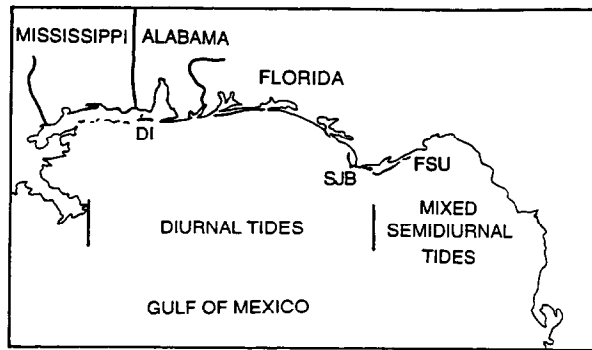 MISSISSIPPI ALABAMA
FLORIDA
DI
SJB FSU
DIURNAL TIDES
MIXED
SEMIDIURNAL
TIDES
GULF OF MEXICO